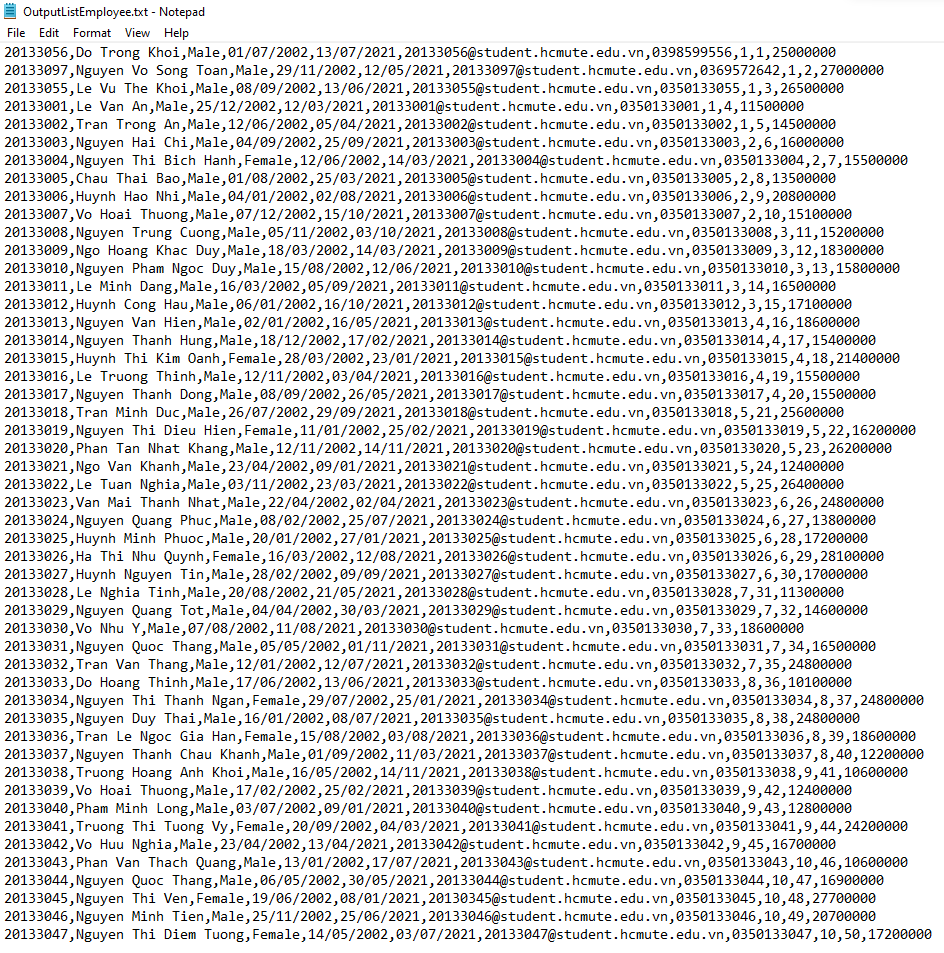 OutputListEmployee.txt - Notepad
File Edit Format View Help
20133056,Do Trong Khoi,Male,01/07/2002,13/07/2021,20133056@student.hcmute.edu.vn,0398599556,1,1,25000000
20133097,Nguyen Vo Song Toan,Male,29/11/2002,12/05/2021,20133097@student.hcmute.edu.vn,0369572642,1,2,27000000
20133055,Le Vu The Khoi,Male,08/09/2002,13/06/2021,20133055@student.hcmute.edu.vn,0350133055,1,3,26500000
20133001,Le Van An,Male,25/12/2002,12/03/2021,20133001@student.hcmute.edu.vn,0350133001,1,4,11500000
20133002,Tran Trong An,Male,12/06/2002,05/04/2021,20133002@student.hcmute.edu.vn,0350133002,1,5,14500000
20133003,Nguyen Hai Chi,Male,04/09/2002,25/09/2021,20133003@student.hcmute.edu.vn,0350133003,2,6,16000000
20133004,Nguyen Thi Bich Hanh,Female,12/06/2002,14/03/2021,20133004@student.hcmute.edu.vn,0350133004,2,7,15500000
20133005,Chau Thai Bao,Male,01/08/2002,25/03/2021,20133005@student.hcmute.edu.vn,0350133005,2,8,13500000
20133006,Huynh Hao Nhi,Male,04/01/2002,02/08/2021,20133006@student.hcmute.edu.vn,0350133006,2,9,20800000
20133007,Vo Hoai Thuong,Male,07/12/2002,15/10/2021,20133007@student.hcmute.edu.vn,0350133007,2,10,15100000
20133008,Nguyen Trung Cuong,Male,05/11/2002,03/10/2021,20133008@student.hcmute.edu.vn,0350133008,3,11,15200000
20133009,Ngo Hoang Khac Duy,Male,18/03/2002,14/03/2021,20133009@student.hcmute.edu.vn,0350133009,3,12,18300000
20133010,Nguyen Pham Ngoc Duy,Male,15/08/2002,12/06/2021,20133010@student.hcmute.edu.vn,0350133010,3,13,15800000
20133011,Le Minh Dang,Male,16/03/2002,05/09/2021,20133011@student.hcmute.edu.vn,0350133011,3,14,16500000
20133012,Huynh Cong Hau,Male,06/01/2002,16/10/2021,20133012@student.hcmute.edu.vn,0350133012,3,15,17100000
20133013,Nguyen Van Hien,Male,02/01/2002,16/05/2021,20133013@student.hcmute.edu.vn,0350133013,4,16,18600000
20133014,Nguyen Thanh Hung,Male,18/12/2002,17/02/2021,20133014@student.hcmute.edu.vn,0350133014,4,17,15400000
20133015,Huynh Thi Kim Oanh,Female,28/03/2002,23/01/2021,20133015@student.hcmute.edu.vn,0350133015,4,18,21400000
20133016,Le Truong Thinh,Male,12/11/2002,03/04/2021,20133016@student.hcmute.edu.vn,0350133016,4,19,15500000
20133017,Nguyen Thanh Dong,Male,08/09/2002,26/05/2021,20133017@student.hcmute.edu.vn,0350133017,4,20,15500000
20133018,Tran Minh Duc,Male,26/07/2002,29/09/2021,20133018@student.hcmute.edu.vn,0350133018,5,21,25600000
20133019,Nguyen Thi Dieu Hien,Female,11/01/2002,25/02/2021,20133019@student.hcmute.edu.vn,0350133019,5,22,16200000
20133020,Phan Tan Nhat Khang,Male,12/11/2002,14/11/2021,20133020@student.hcmute.edu.vn,0350133020,5,23,26200000
20133021,Ngo Van Khanh,Male,23/04/2002,09/01/2021,20133021@student.hcmute.edu.vn,0350133021,5,24,12400000
20133022,Le Tuan Nghia,Male,03/11/2002,23/03/2021,20133022@student.hcmute.edu.vn,0350133022,5,25,26400000
20133023,Van Mai Thanh Nhat,Male,22/04/2002,02/04/2021,20133023@student.hcmute.edu.vn,0350133023,6,26,24800000
20133024,Nguyen Quang Phuc,Male,08/02/2002,25/07/2021,20133024@student.hcmute.edu.vn,0350133024,6,27,13800000
20133025,Huynh Minh Phuoc,Male,20/01/2002,27/01/2021,20133025@student.hcmute.edu.vn,0350133025,6,28,17200000
20133026,Ha Thi Nhu Quynh,Female,16/03/2002,12/08/2021,20133026@student.hcmute.edu.vn,0350133026,6,29,28100000
20133027,Huynh Nguyen Tin,Male,28/02/2002,09/09/2021,20133027@student.hcmute.edu.vn,0350133027,6,30,17000000
20133028,Le Nghia Tinh,Male,20/08/2002,21/05/2021,20133028@student.hcmute.edu.vn,0350133028,7,31,11300000
20133029,Nguyen Quang Tot,Male,04/04/2002,30/03/2021,20133029@student.hcmute.edu.vn,0350133029,7,32,14600000
20133030,Vo Nhu Y,Male,07/08/2002,11/08/2021,20133030@student.hcmute.edu.vn,0350133030,7,33,18600000
20133031,Nguyen Quoc Thang,Male,05/05/2002,01/11/2021,20133031@student.hcmute.edu.vn,0350133031,7,34,16500000
20133032,Tran Van Thang,Male,12/01/2002,12/07/2021,20133032@student.hcmute.edu.vn,0350133032,7,35,24800000
20133033,Do Hoang Thinh,Male,17/06/2002,13/06/2021,20133033@student.hcmute.edu.vn,0350133033,8,36,10100000
20133034,Nguyen Thi Thanh Ngan,Female,29/07/2002,25/01/2021,20133034@student.hcmute.edu.vn,0350133034,8,37,24800000
20133035,Nguyen Duy Thai,Male,16/01/2002,08/07/2021,20133035@student.hcmute.edu.vn,0350133035,8,38,24800000
20133036,Tran Le Ngoc Gia Han,Female,15/08/2002,03/08/2021,20133036@student.hcmute.edu.vn,0350133036,8,39,18600000
20133037,Nguyen Thanh Chau Khanh,Male,01/09/2002,11/03/2021,20133037@student.hcmute.edu.vn,0350133037,8,40,12200000
20133038,Truong Hoang Anh Khoi,Male,16/05/2002,14/11/2021,20133038@student.hcmute.edu.vn,0350133038,9,41,10600000
20133039,Vo Hoai Thuong,Male,17/02/2002,25/02/2021,20133039@student.hcmute.edu.vn,0350133039,9,42,12400000
20133040,Pham Minh Long,Male,03/07/2002,09/01/2021,20133040@student.hcmute.edu.vn,0350133040,9,43,12800000
20133041,Truong Thi Tuong Vy,Female,20/09/2002,04/03/2021,20133041@student.hcmute.edu.vn,0350133041,9,44,24200000
20133042,Vo Huu Nghia,Male,23/04/2002,13/04/2021,20133042@student.hcmute.edu.vn,0350133042,9,45,16700000
20133043,Phan Van Thach Quang,Male,13/01/2002,17/07/2021,20133043@student.hcmute.edu.vn,0350133043,10,46,10600000
20133044,Nguyen Quoc Thang,Male,06/05/2002,30/05/2021,20133044@student.hcmute.edu.vn,0350133044,10,47,16900000
20133045,Nguyen Thi Ven,Female,19/06/2002,08/01/2021,20130345@student.hcmute.edu.vn,0350133045,10,48,27700000
20133046,Nguyen Minh Tien,Male,25/11/2002,25/06/2021,20133046@student.hcmute.edu.vn,0350133046,10,49,20700000
20133047,Nguyen Thi Diem Tuong,Female,14/05/2002,03/07/2021,20133047@student.hcmute.edu.vn,0350133047,10,50,17200000